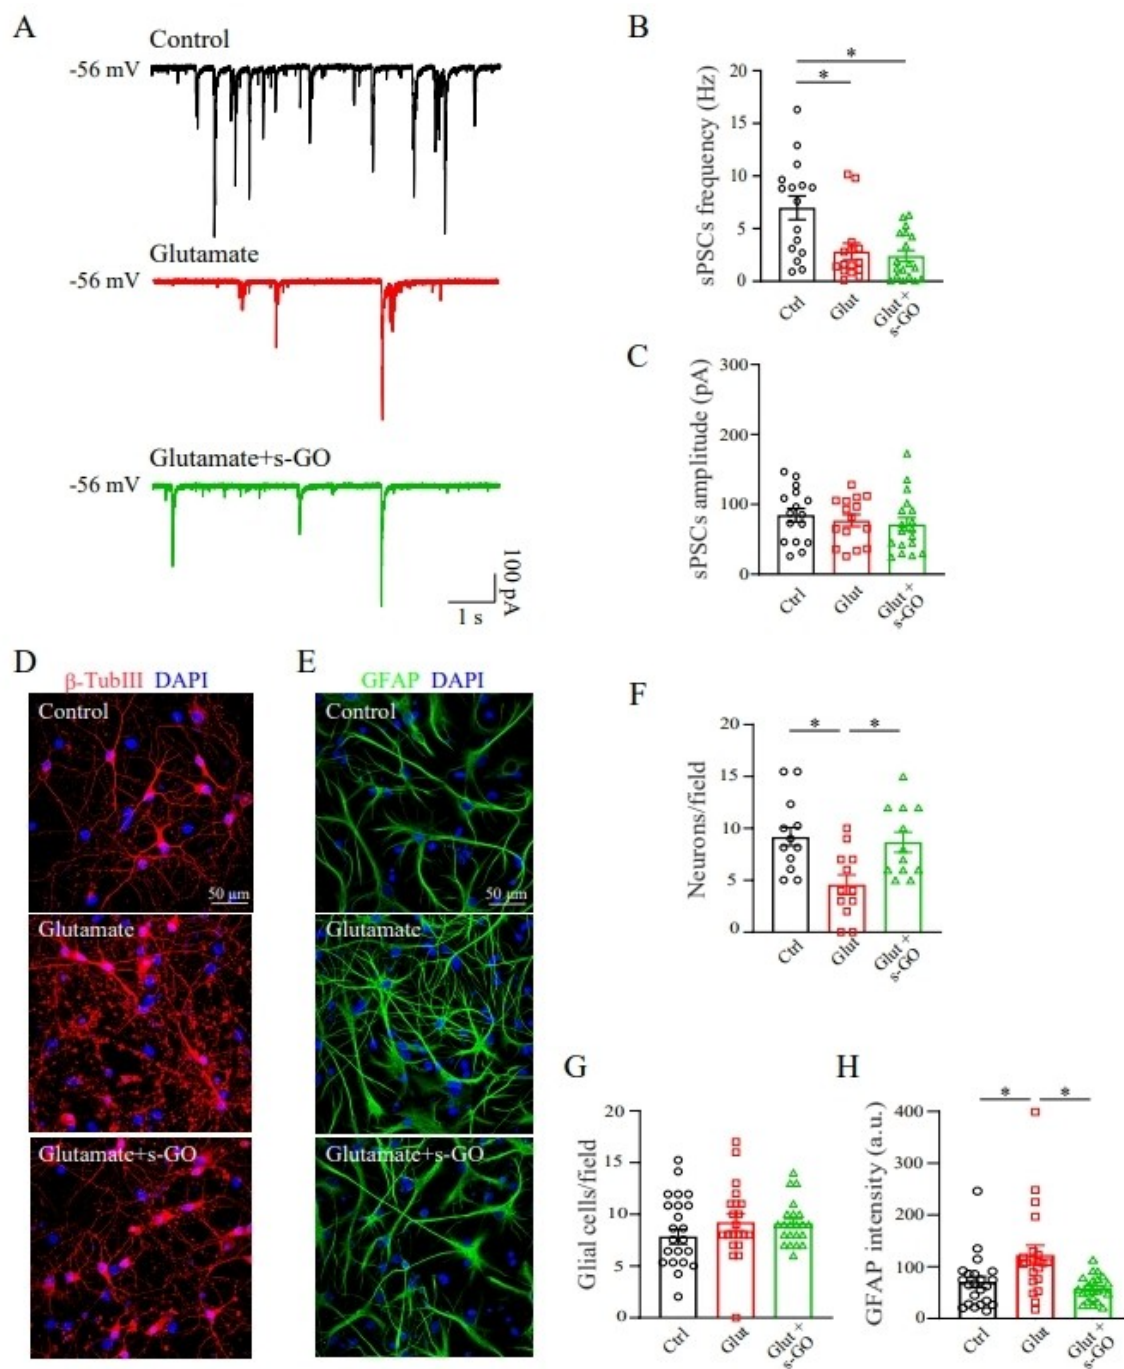 A
Control
-56 mV
Glutamate
-56 mV
Glutamate+s-GO
-56 mV
100 pA
1 s
B
*
*
sPSCs frequency (Hz)
20
15
10
5
0
Ctrl
Glut
Glut +
s-GO
C
sPSCs amplitude (pA)
300
200
100
0
Ctrl
Glut
Glut +
s-GO
D
β-TubIII DAPI
Control
50 μm
Glutamate
Glutamate+s-GO
E
GFAP DAPI
Control
50 μm
Glutamate
Glutamate+s-GO
F
* *
Neurons/field
20
15
10
5
0
Ctrl
Glut
Glut +
s-GO
G
Glial cells/field
20
15
10
5
0
Ctrl
Glut
Glut +
s-GO
H
* *
GFAP intensity (a.u.)
400
300
200
100
0
Ctrl
Glut
Glut +
s-GO